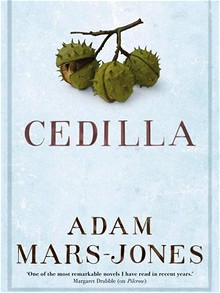 CEDILLA
ADAM
MARS-JONES
'One of the most remarkable novels I have read in recent years.'
Margaret Drabble (on Pilcrow)